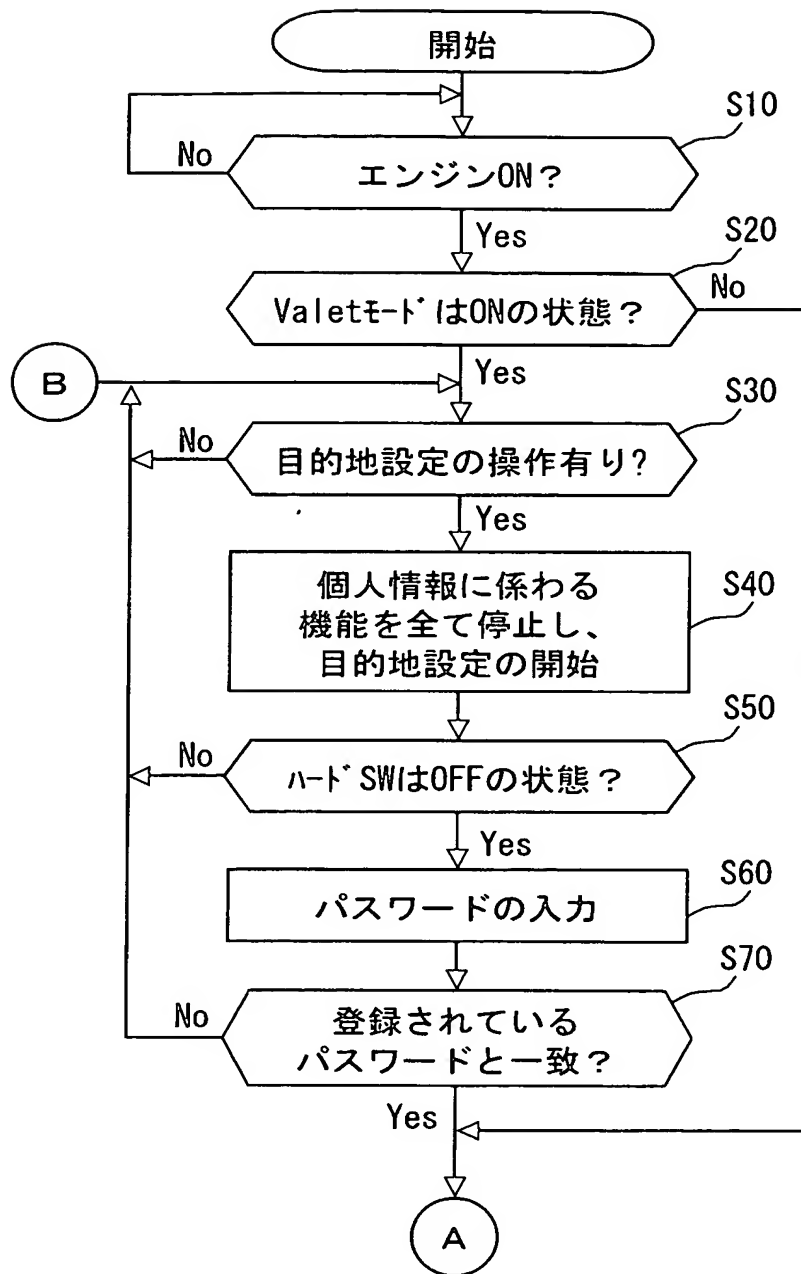 開始
S10
No
エンジンON?
Yes
S20
ValetﾓｰﾄﾞはONの状態?
No
B
Yes
S30
No
目的地設定の操作有り?
Yes
個人情報に係わる
機能を全て停止し、
目的地設定の開始
S40
S50
No
ﾊｰﾄﾞSWはOFFの状態?
Yes
S60
パスワードの入力
S70
No
登録されている
パスワードと一致?
Yes
A